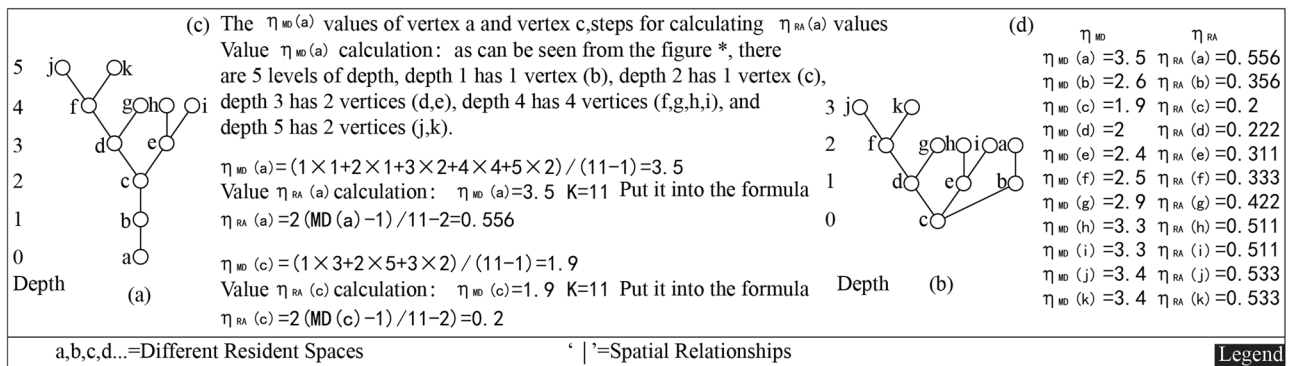 (c)
The η MD(a) values of vertex a and vertex c,steps for calculating η RA(a) values
Value η MD(a) calculation: as can be seen from the figure *, there
are 5 levels of depth, depth 1 has 1 vertex (b), depth 2 has 1 vertex (c),
depth 3 has 2 vertices (d,e), depth 4 has 4 vertices (f,g,h,i), and
depth 5 has 2 vertices (j,k).
η MD (a)=(1×1+2×1+3×2+4×4+5×2)/(11-1)=3.5
Value η RA (a) calculation: η MD (a)=3.5 K=11 Put it into the formula
η RA (a)=2(MD(a)-1)/11-2=0.556
η MD (c)=(1×3+2×5+3×2)/(11-1)=1.9
Value η RA (c) calculation: η MD (c)=1.9 K=11 Put it into the formula
η RA (c)=2(MD(c)-1)/11-2)=0.2
5 j k
4 f g h i
3 d e
2 c
1 b
0 a
Depth
(a)
3 j k
2 f g h i a
1 d e b
0 c
Depth
(b)
(d)
η MD η RA
η MD (a)=3.5 η RA (a)=0.556
η MD (b)=2.6 η RA (b)=0.356
η MD (c)=1.9 η RA (c)=0.2
η MD (d)=2 η RA (d)=0.222
η MD (e)=2.4 η RA (e)=0.311
η MD (f)=2.5 η RA (f)=0.333
η MD (g)=2.9 η RA (g)=0.422
η MD (h)=3.3 η RA (h)=0.511
η MD (i)=3.3 η RA (i)=0.511
η MD (j)=3.4 η RA (j)=0.533
η MD (k)=3.4 η RA (k)=0.533
a,b,c,d...=Different Resident Spaces
‘ | ’=Spatial Relationships
Legend